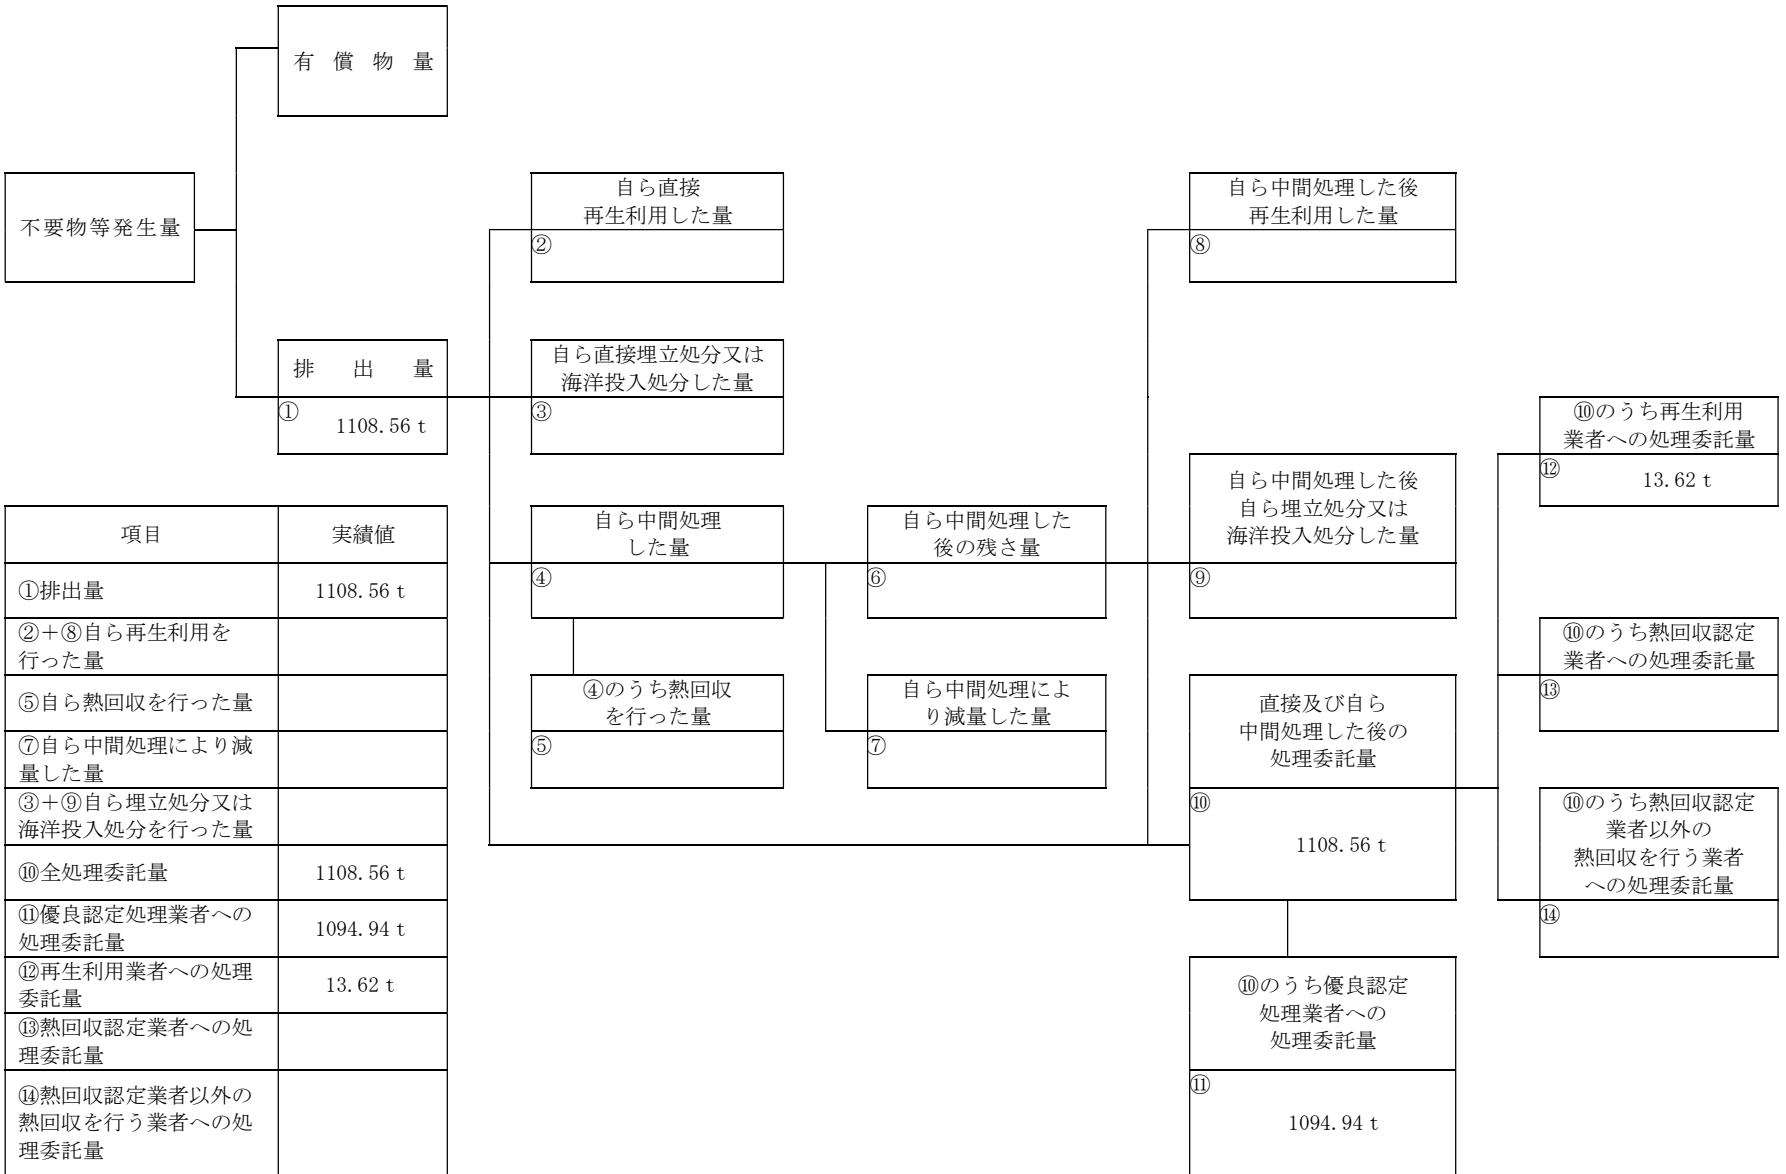 有償物量
不要物等発生量
排出量
①
1108.56 t
自ら直接
再生利用した量
②
自ら直接埋立処分又は
海洋投入処分した量
③
自ら中間処理
した量
④
④のうち熱回収
を行った量
⑤
自ら中間処理した
後の残さ量
⑥
自ら中間処理によ
り減量した量
⑦
自ら中間処理した後
再生利用した量
⑧
自ら中間処理した後
自ら埋立処分又は
海洋投入処分した量
⑨
直接及び自ら
中間処理した後の
処理委託量
⑩
1108.56 t
⑩のうち優良認定
処理業者への
処理委託量
⑪
1094.94 t
⑩のうち再生利用
業者への処理委託量
⑫
13.62 t
⑩のうち熱回収認定
業者への処理委託量
⑬
⑩のうち熱回収認定
業者以外の
熱回収を行う業者
への処理委託量
⑭
項目 実績値
①排出量 1108.56 t
②＋⑧自ら再生利用を
行った量
⑤自ら熱回収を行った量
⑦自ら中間処理により減
量した量
③＋⑨自ら埋立処分又は
海洋投入処分を行った量
⑩全処理委託量 1108.56 t
⑪優良認定処理業者への
処理委託量
1094.94 t
⑫再生利用業者への処理
委託量
13.62 t
⑬熱回収認定業者への処
理委託量
⑭熱回収認定業者以外の
熱回収を行う業者への処
理委託量